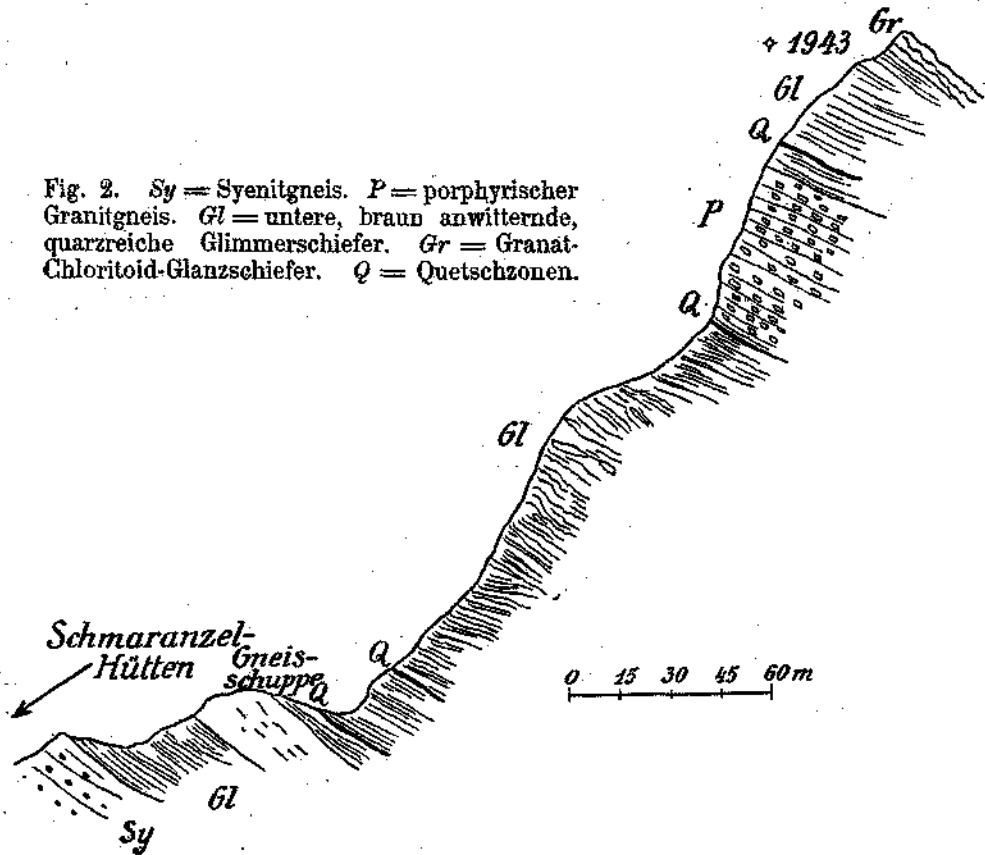 Gr
⟡ 1943
Gl
Q
Fig. 2. Sy = Syenitgneis. P = porphyrischer
Granitgneis. Gl = untere, braun anwitternde,
quarzreiche Glimmerschiefer. Gr = Granat-
Chloritoid-Glanzschiefer. Q = Quetschzonen.
P
Q
Gl
Schmaranzel-
Hütten
Gneis-
schuppe
Q
Q
0 15 30 45 60 m
Gl
Sy